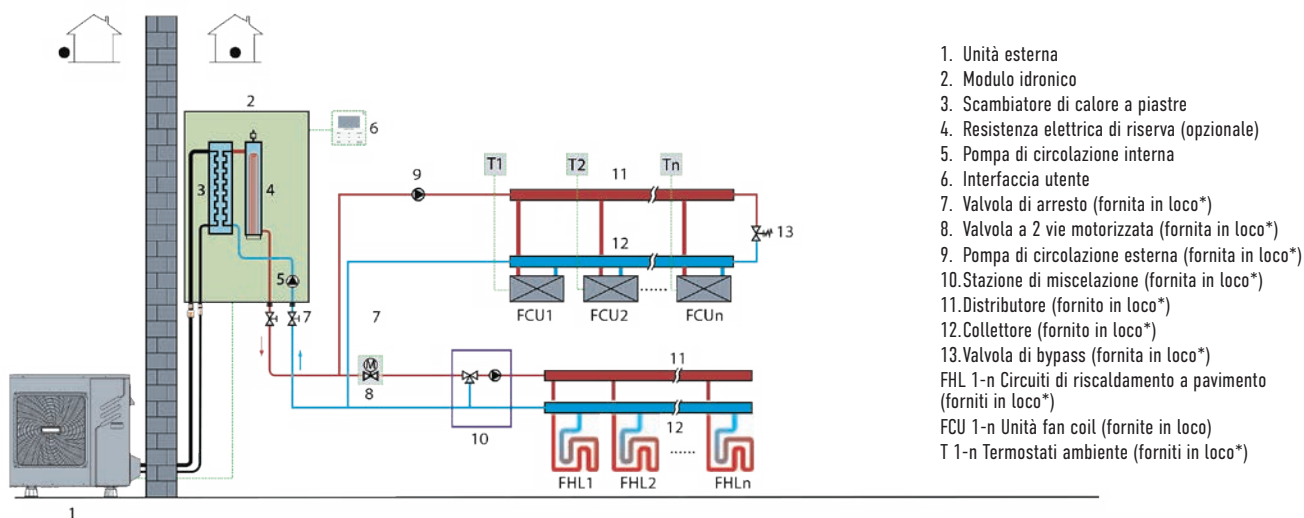 2
6
3
4
5
7
9
T1
T2
Tn
11
13
12
FCU1
FCU2
......
FCUn
7
M
8
10
11
12
......
FHL1
FHL2
FHLn
1
1. Unità esterna
2. Modulo idronico
3. Scambiatore di calore a piastre
4. Resistenza elettrica di riserva (opzionale)
5. Pompa di circolazione interna
6. Interfaccia utente
7. Valvola di arresto (fornita in loco*)
8. Valvola a 2 vie motorizzata (fornita in loco*)
9. Pompa di circolazione esterna (fornita in loco*)
10.Stazione di miscelazione (fornita in loco*)
11.Distributore (fornito in loco*)
12.Collettore (fornito in loco*)
13.Valvola di bypass (fornita in loco*)
FHL 1-n Circuiti di riscaldamento a pavimento
(forniti in loco*)
FCU 1-n Unità fan coil (fornite in loco)
T 1-n Termostati ambiente (forniti in loco*)